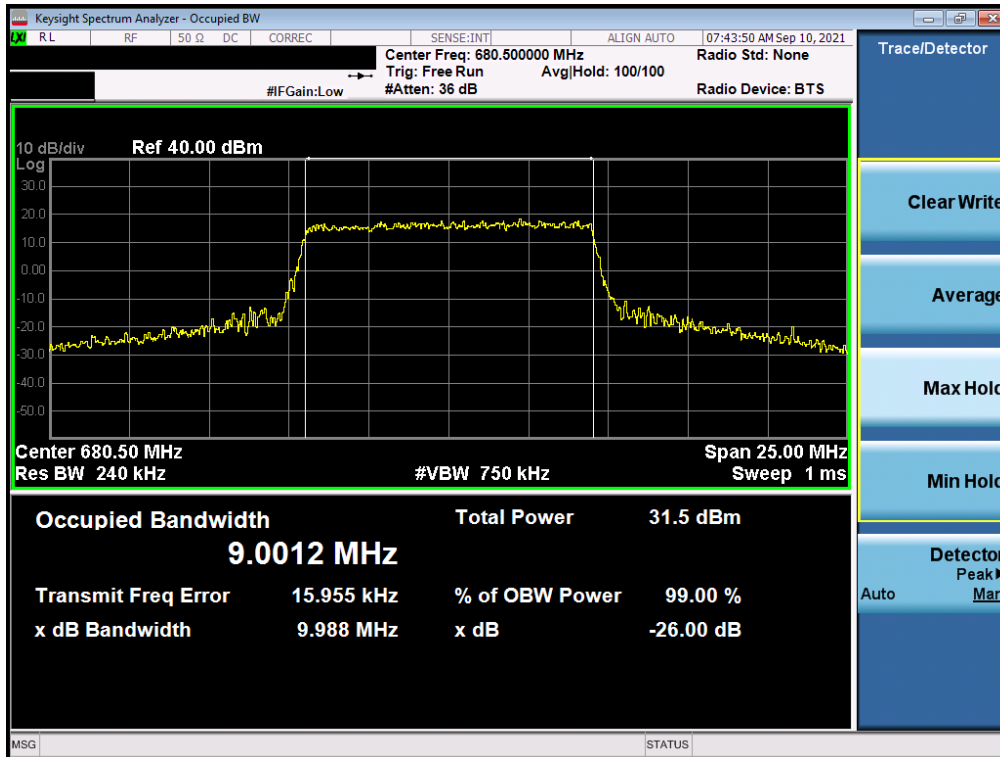 Keysight Spectrum Analyzer - Occupied BW
LXI RL RF 50 Ω DC CORREC SENSE:INT ALIGN AUTO 07:43:50 AM Sep 10, 2021
Center Freq: 680.500000 MHz Radio Std: None
Trig: Free Run Avg|Hold: 100/100
#IFGain:Low #Atten: 36 dB Radio Device: BTS
Trace/Detector
10 dB/div Ref 40.00 dBm
Log
30.0
20.0
10.0
0.00
-10.0
-20.0
-30.0
-40.0
-50.0
Center 680.50 MHz Span 25.00 MHz
Res BW 240 kHz #VBW 750 kHz Sweep 1 ms
Occupied Bandwidth Total Power 31.5 dBm
9.0012 MHz
Transmit Freq Error 15.955 kHz % of OBW Power 99.00 %
x dB Bandwidth 9.988 MHz x dB -26.00 dB
Clear Write
Average
Max Hold
Min Hold
Detector
Peak
Auto Man
MSG STATUS